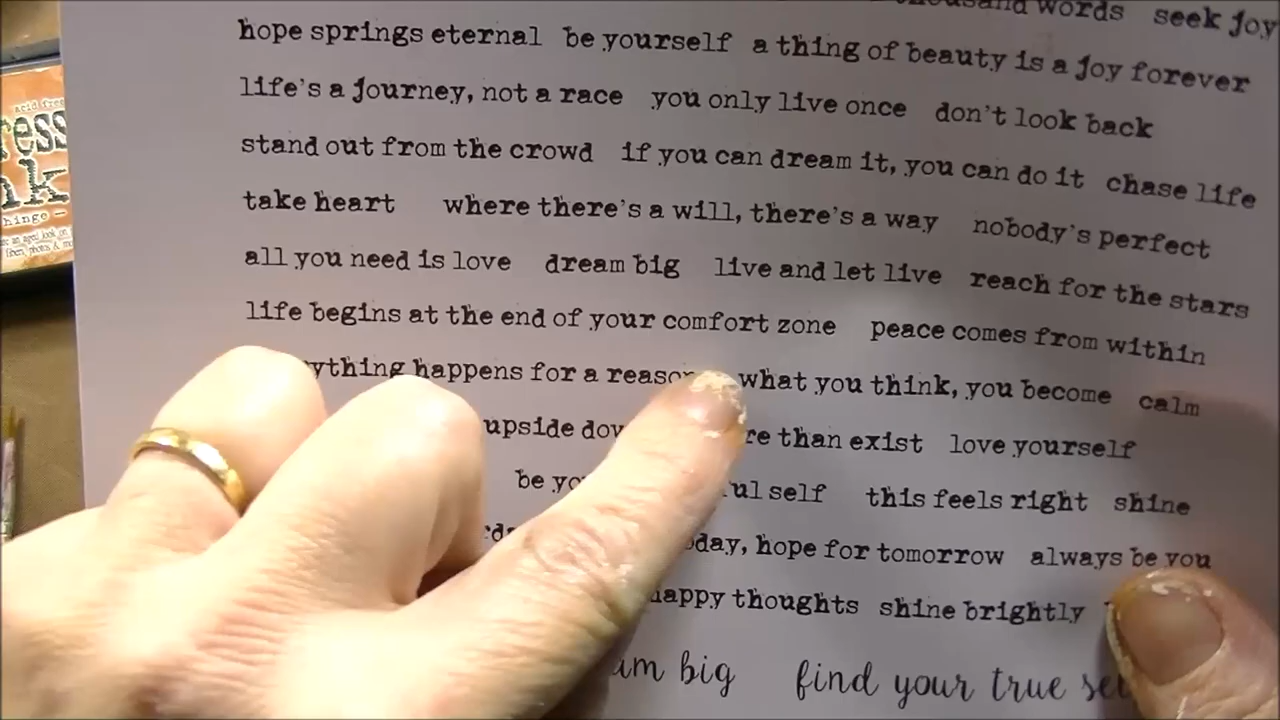 words seek joy
hope springs eternal be yourself a thing of beauty is a joy forever
life's a journey, not a race you only live once don't look back
stand out from the crowd if you can dream it, you can do it chase life
take heart where there's a will, there's a way nobody's perfect
all you need is love dream big live and let live reach for the stars
life begins at the end of your comfort zone peace comes from within
happens for a what you think, you become calm
upside than exist love yourself
be self this feels right shine
hope for tomorrow always be you
happy thoughts shine brightly
big find your true
acid free